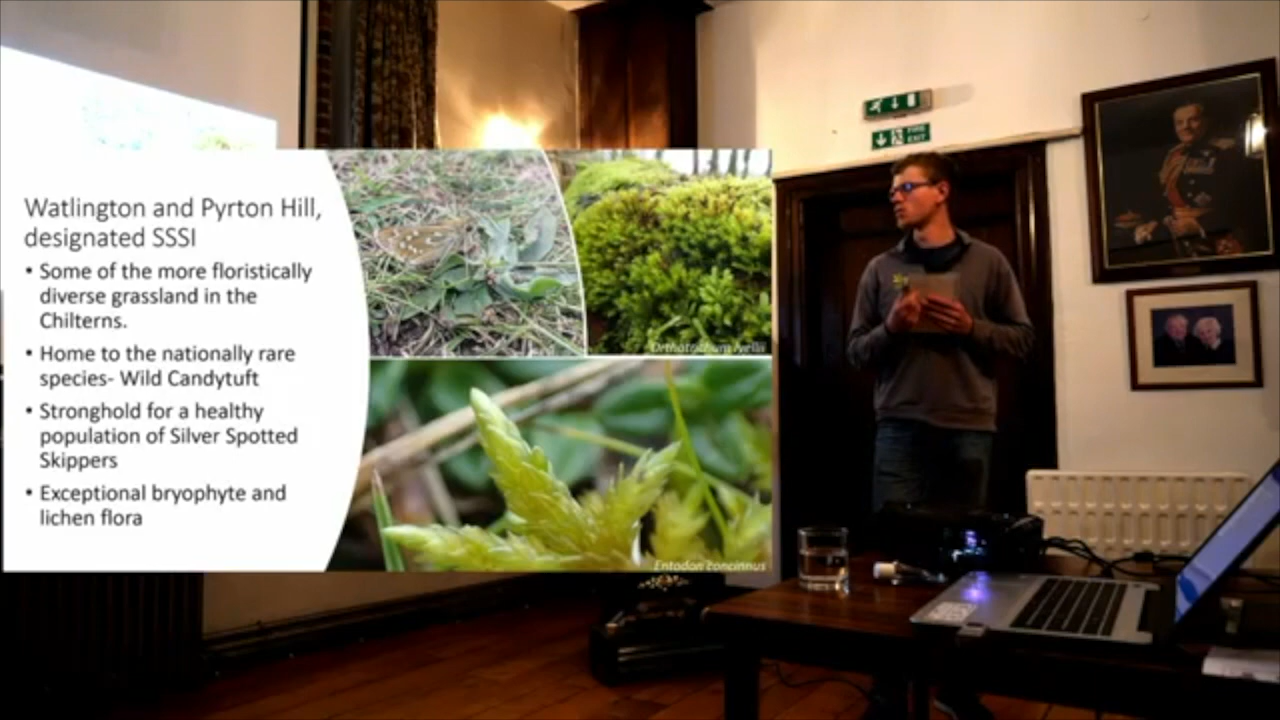 Watlington and Pyrton Hill,
designated SSSI
• Some of the more floristically
diverse grassland in the
Chilterns.
• Home to the nationally rare
species- Wild Candytuft
• Stronghold for a healthy
population of Silver Spotted
Skippers
• Exceptional bryophyte and
lichen flora
Orthotrichum lyellii
Entodon concinnus
FIRE
EXIT